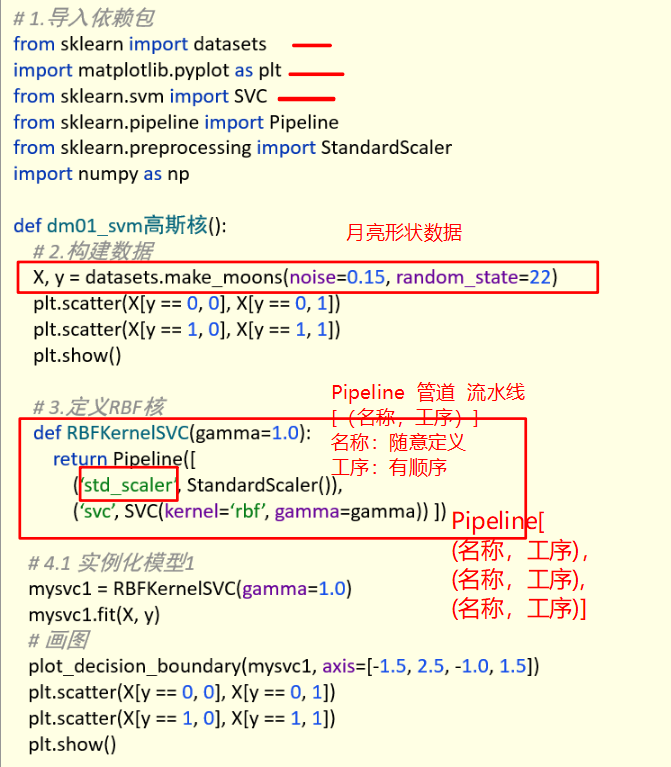 # 1.导入依赖包
from sklearn import datasets
import matplotlib.pyplot as plt
from sklearn.svm import SVC
from sklearn.pipeline import Pipeline
from sklearn.preprocessing import StandardScaler
import numpy as np
def dm01_svm高斯核():
月亮形状数据
# 2.构建数据
X, y = datasets.make_moons(noise=0.15, random_state=22)
plt.scatter(X[y == 0, 0], X[y == 0, 1])
plt.scatter(X[y == 1, 0], X[y == 1, 1])
plt.show()
Pipeline 管道 流水线
# 3.定义RBF核
[（名称，工序）]
def RBFKernelSVC(gamma=1.0):
名称：随意定义
return Pipeline([
工序：有顺序
(‘std_scaler’, StandardScaler()),
(‘svc’, SVC(kernel=‘rbf’, gamma=gamma)) ])
Pipeline[
(名称，工序),
(名称，工序),
(名称，工序)]
# 4.1 实例化模型1
mysvc1 = RBFKernelSVC(gamma=1.0)
mysvc1.fit(X, y)
# 画图
plot_decision_boundary(mysvc1, axis=[-1.5, 2.5, -1.0, 1.5])
plt.scatter(X[y == 0, 0], X[y == 0, 1])
plt.scatter(X[y == 1, 0], X[y == 1, 1])
plt.show()